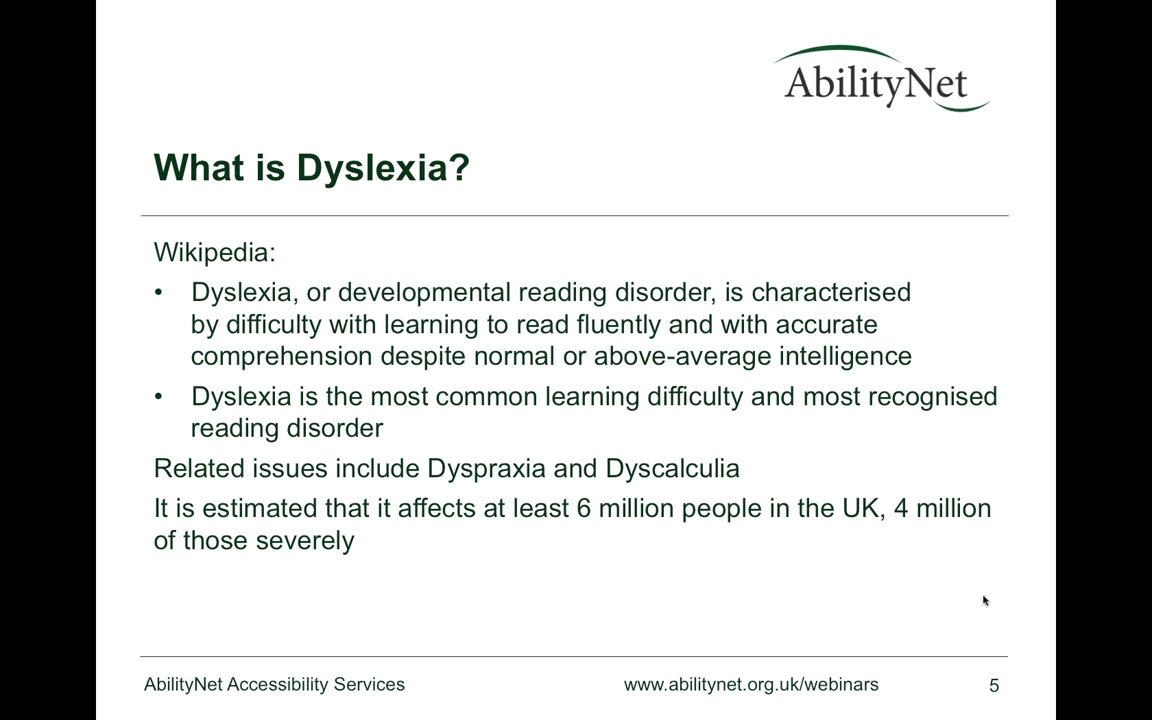 AbilityNet
What is Dyslexia?
Wikipedia:
• Dyslexia, or developmental reading disorder, is characterised
by difficulty with learning to read fluently and with accurate
comprehension despite normal or above-average intelligence
• Dyslexia is the most common learning difficulty and most recognised
reading disorder
Related issues include Dyspraxia and Dyscalculia
It is estimated that it affects at least 6 million people in the UK, 4 million
of those severely
AbilityNet Accessibility Services www.abilitynet.org.uk/webinars 5